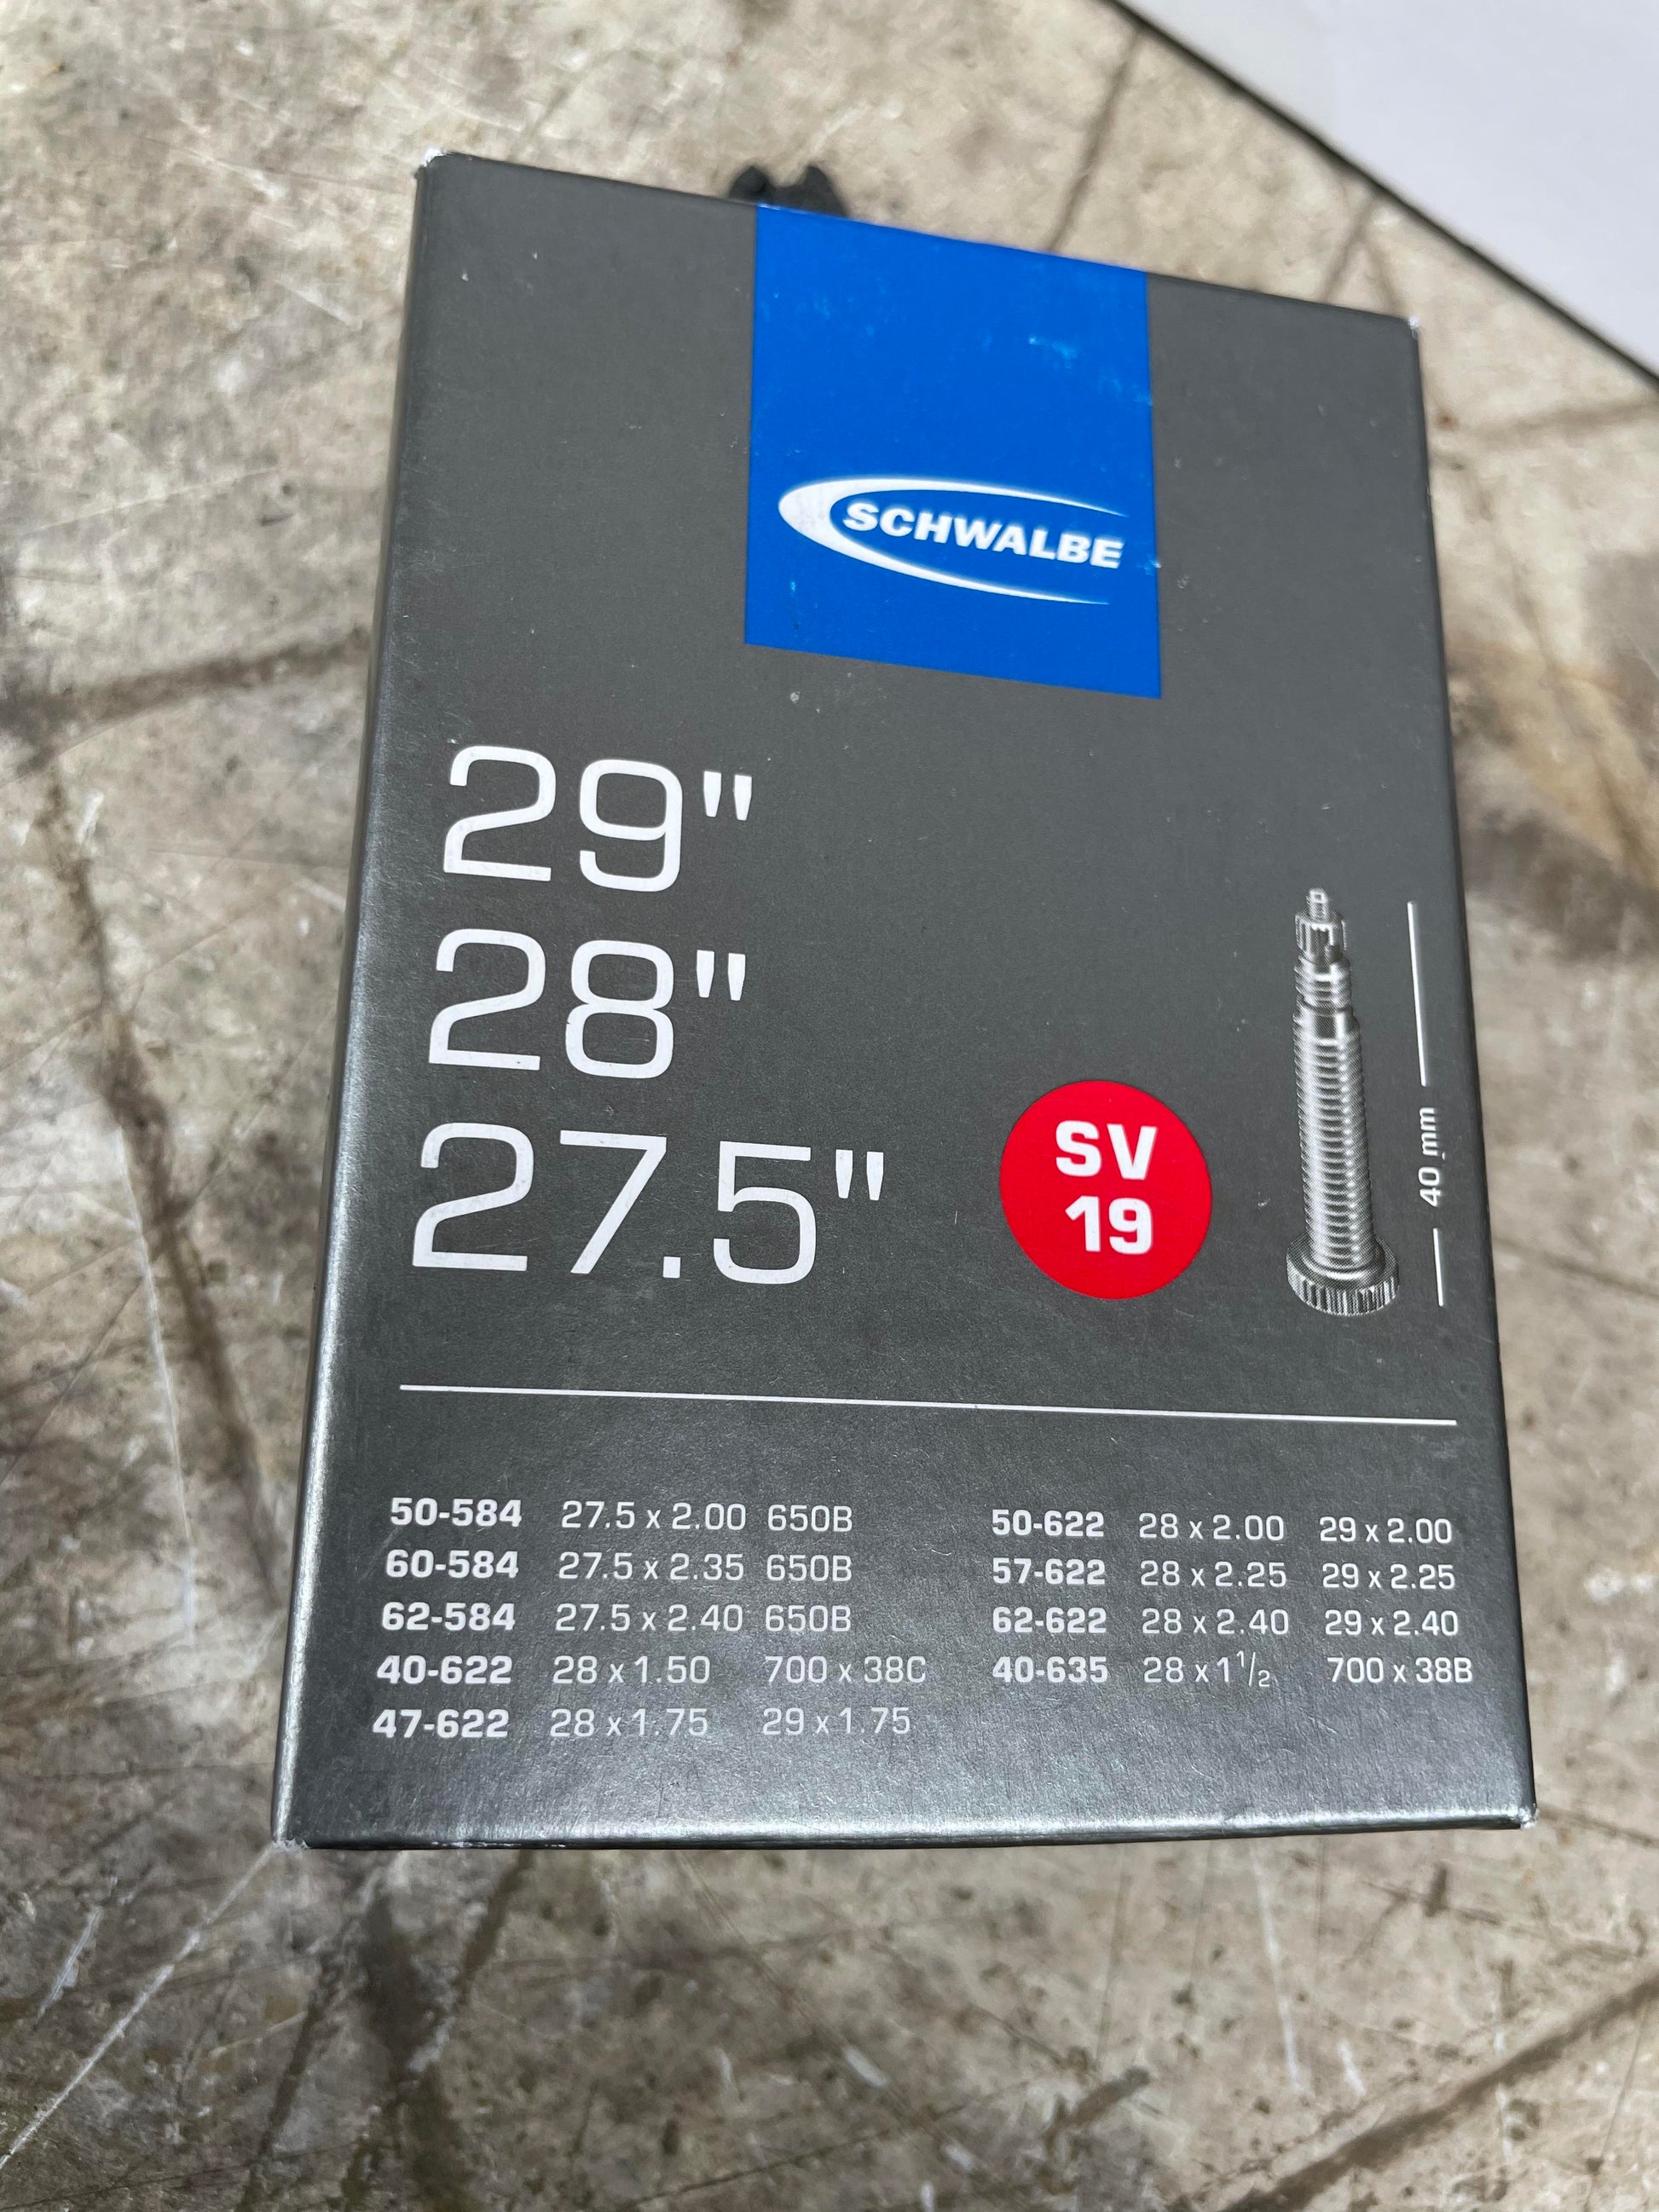 SCHWALBE
29"
28"
27.5"
SV
19
40 mm
50-584 27.5 x 2.00 650B
60-584 27.5 x 2.35 650B
62-584 27.5 x 2.40 650B
40-622 28 x 1.50 700 x 38C
47-622 28 x 1.75 29 x 1.75
50-622 28 x 2.00 29 x 2.00
57-622 28 x 2.25 29 x 2.25
62-622 28 x 2.40 29 x 2.40
40-635 28 x 1 1/2 700 x 38B